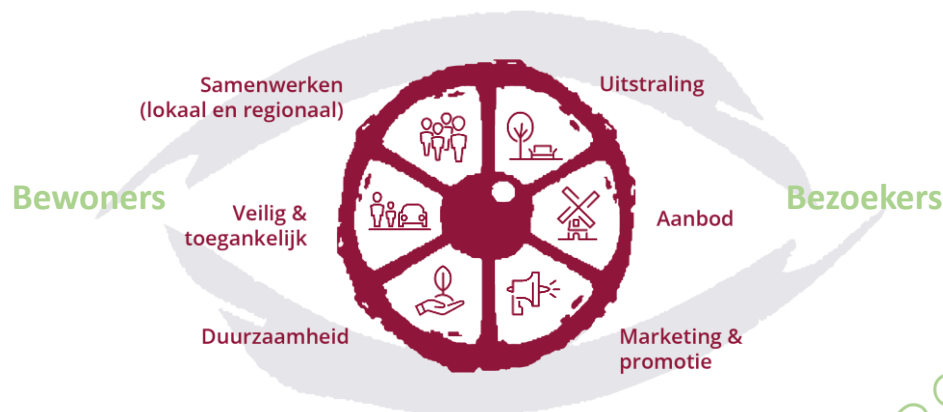 Samenwerken
(lokaal en regionaal)
Uitstraling
Bewoners
Bezoekers
Veilig &
toegankelijk
Aanbod
Duurzaamheid
Marketing &
promotie